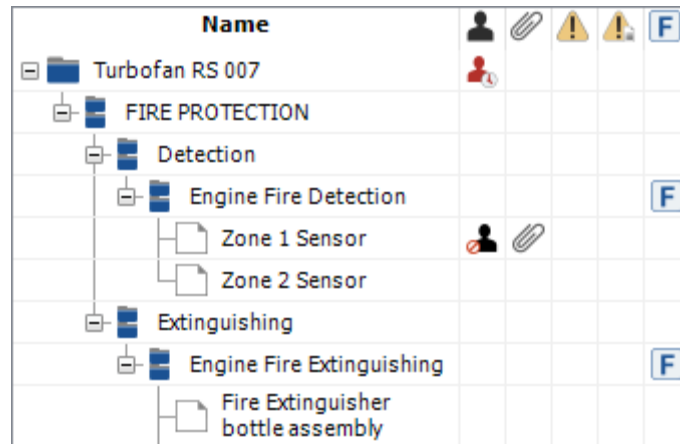 Name F
Turbofan RS 007
FIRE PROTECTION
Detection
Engine Fire Detection F
Zone 1 Sensor
Zone 2 Sensor
Extinguishing
Engine Fire Extinguishing F
Fire Extinguisher
bottle assembly